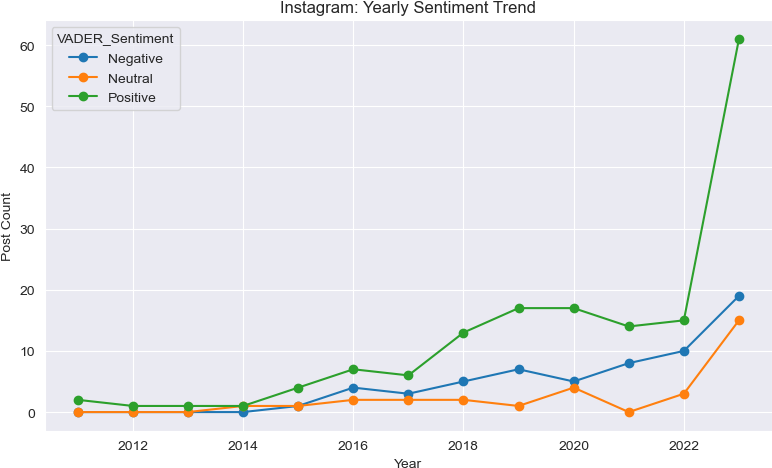 Instagram: Yearly Sentiment Trend
VADER_Sentiment
Negative
Neutral
Positive
60
50
40
30
20
10
0
Post Count
2012 2014 2016 2018 2020 2022
Year